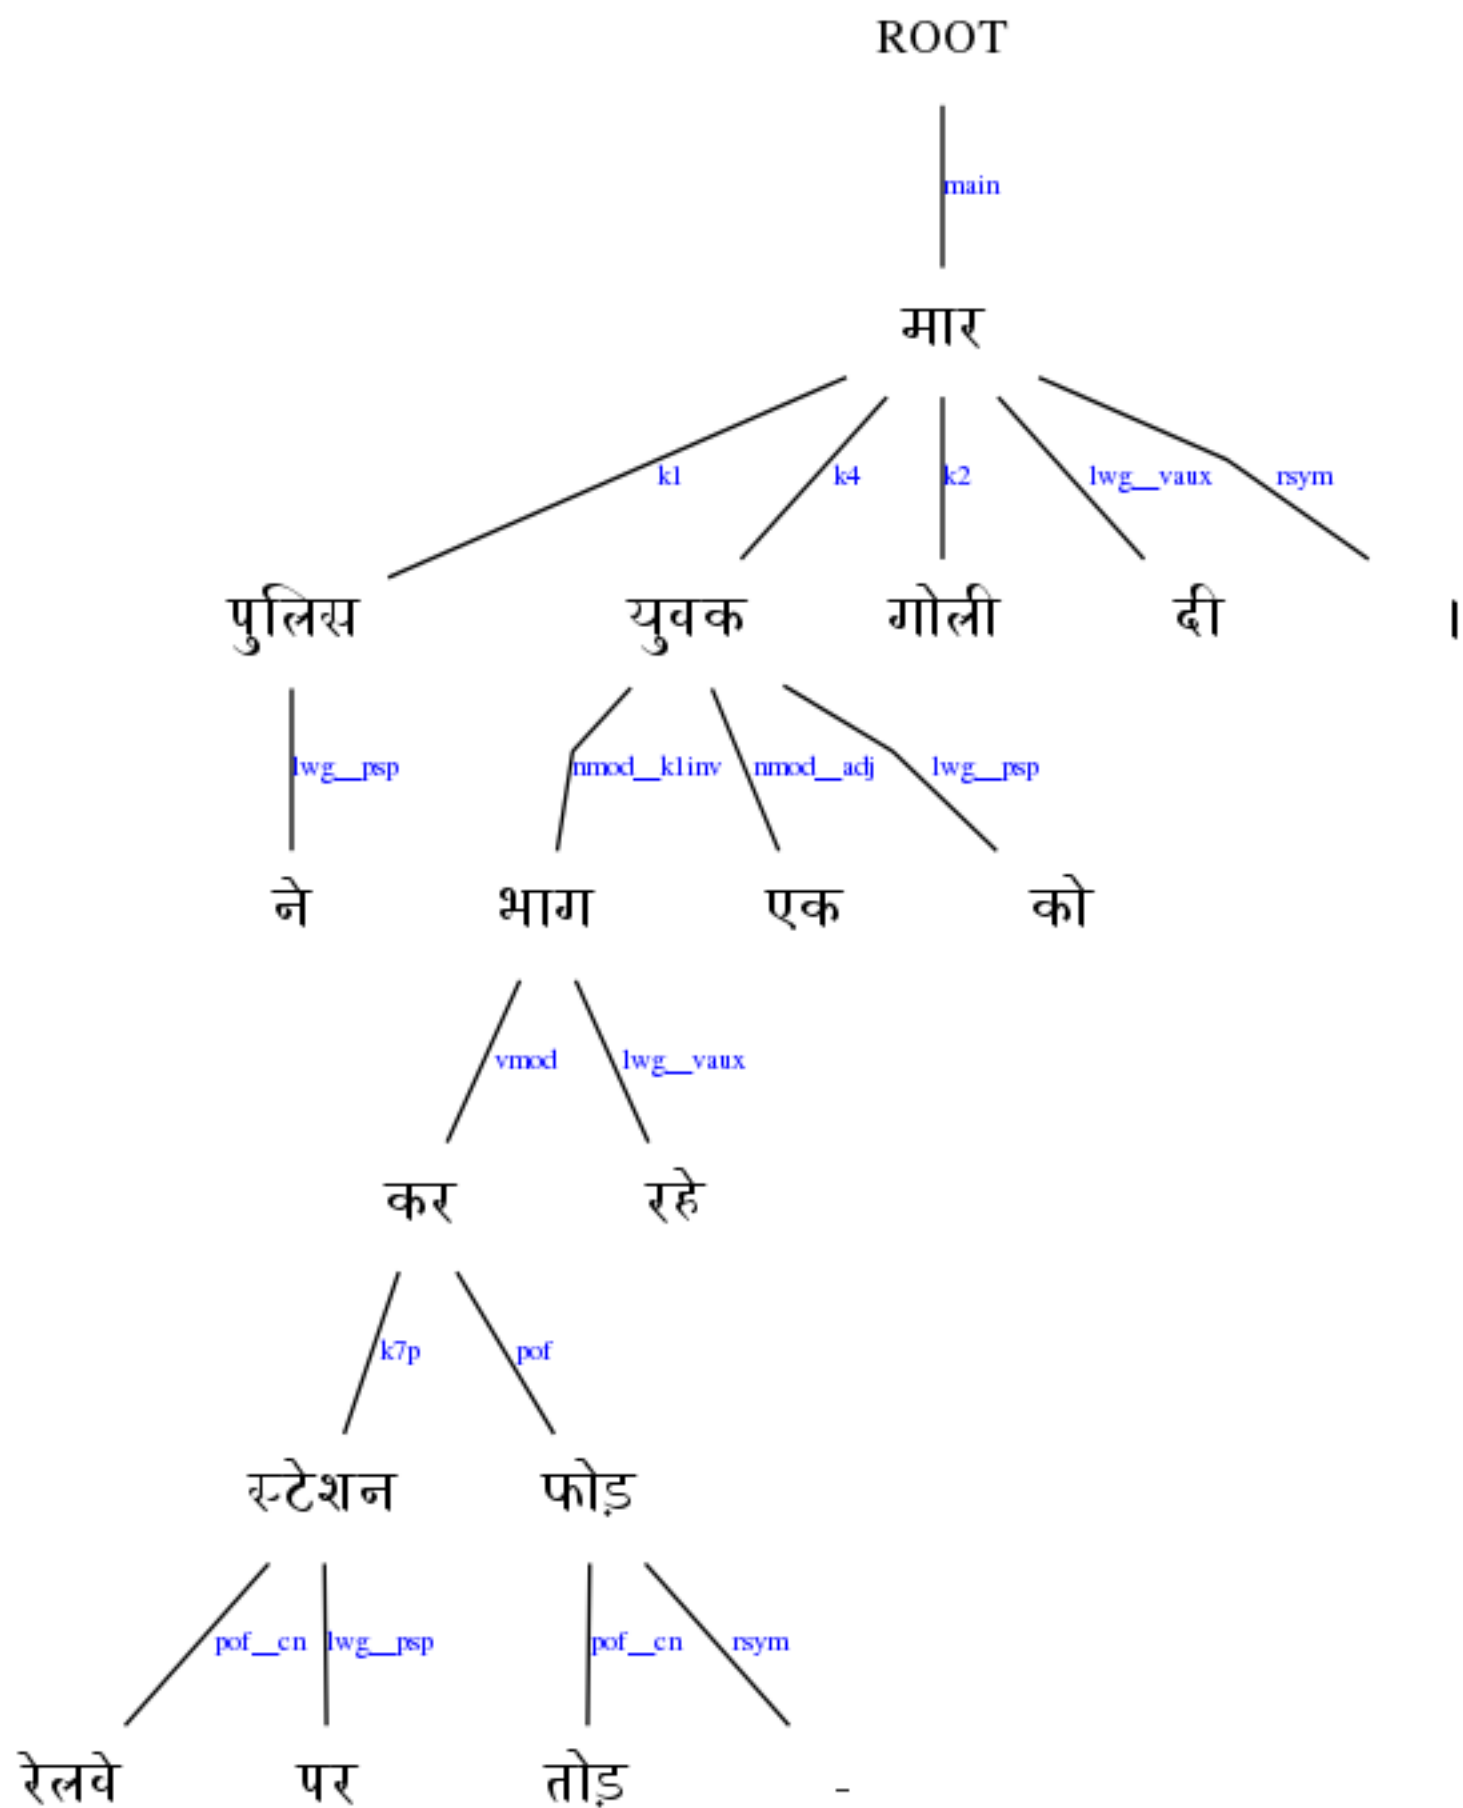 ROOT
main
मार
k1 k4 k2 lwg__vaux rsym
पुलिस युवक गोली दी ।
lwg__psp nmod__k1inv nmod__adj lwg__psp
ने भाग एक को
vmod lwg__vaux
कर रहे
k7p pof
स्टेशन फोड़
pof__cn lwg__psp pof__cn rsym
रेलवे पर तोड़ -